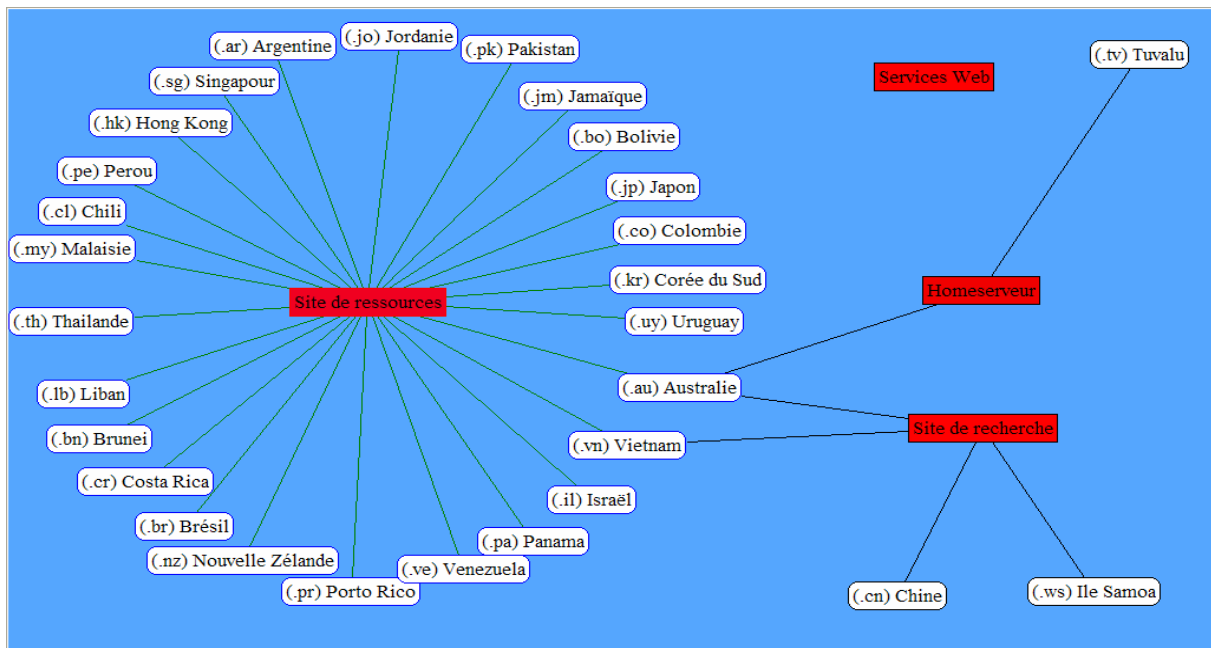 (.jo) Jordanie
(.ar) Argentine
(.pk) Pakistan
(.tv) Tuvalu
(.sg) Singapour
Services Web
(.jm) Jamaïque
(.hk) Hong Kong
(.bo) Bolivie
(.pe) Perou
(.jp) Japon
(.cl) Chili
(.co) Colombie
(.my) Malaisie
(.kr) Corée du Sud
Homeserveur
Site de ressources
(.th) Thailande
(.uy) Uruguay
(.lb) Liban
(.au) Australie
Site de recherche
(.bn) Brunei
(.vn) Vietnam
(.cr) Costa Rica
(.il) Israël
(.br) Brésil
(.pa) Panama
(.nz) Nouvelle Zélande
(.ve) Venezuela
(.pr) Porto Rico
(.cn) Chine
(.ws) Ile Samoa